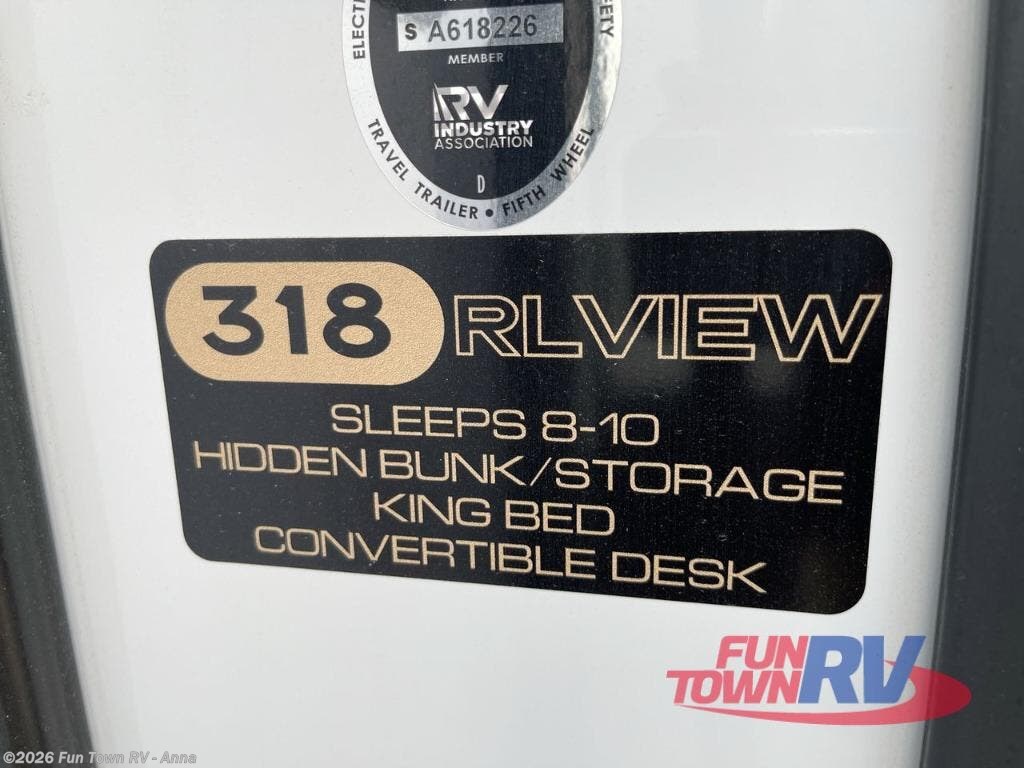 ELECTRI
S A618226
MEMBER
RV
INDUSTRY
ASSOCIATION
D
TRAVEL TRAILER • FIFTH WHEEL
318 RLVIEW
SLEEPS 8-10
HIDDEN BUNK/STORAGE
KING BED
CONVERTIBLE DESK
FUN
TOWN RV
©2026 Fun Town RV - Anna